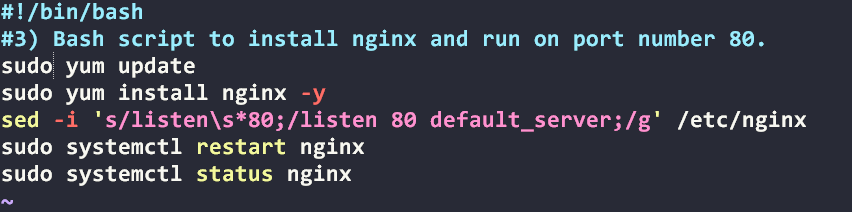 #!/bin/bash
#3) Bash script to install nginx and run on port number 80.
sudo yum update
sudo yum install nginx -y
sed -i 's/listen\s*80;/listen 80 default_server;/g' /etc/nginx
sudo systemctl restart nginx
sudo systemctl status nginx
~